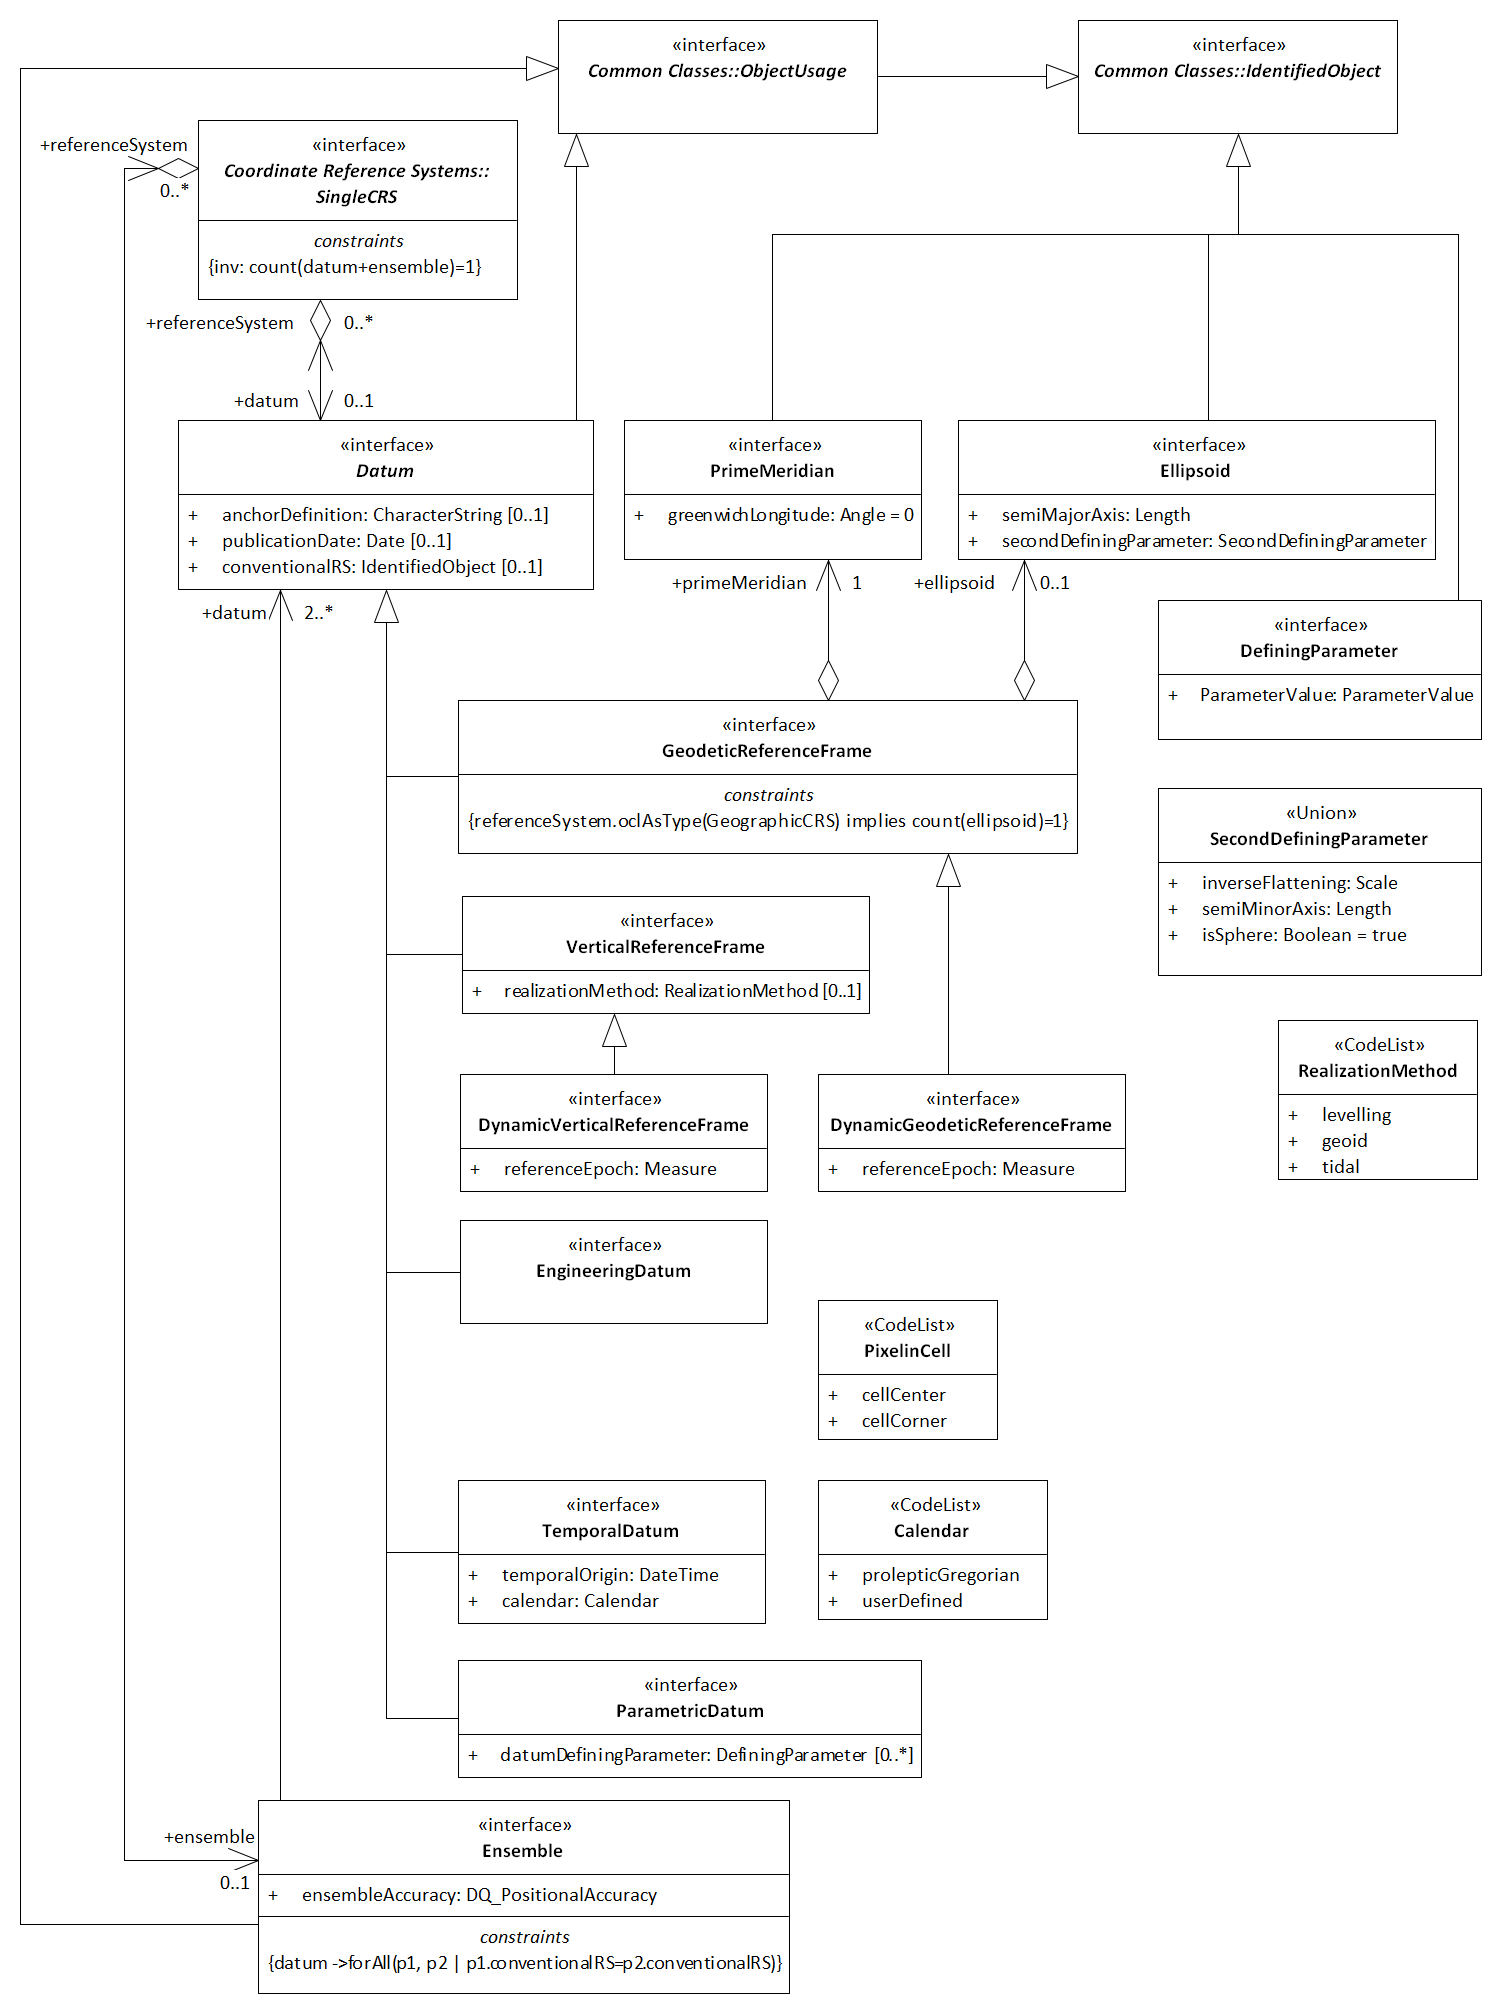 «interface»
Common Classes::ObjectUsage
«interface»
Common Classes::IdentifiedObject
+referenceSystem
0..*
«interface»
Coordinate Reference Systems::
SingleCRS
constraints
{inv: count(datum+ensemble)=1}
+referenceSystem
0..*
+datum
0..1
«interface»
Datum
+ anchorDefinition: CharacterString [0..1]
+ publicationDate: Date [0..1]
+ conventionalRS: IdentifiedObject [0..1]
«interface»
PrimeMeridian
+ greenwichLongitude: Angle = 0
«interface»
Ellipsoid
+ semiMajorAxis: Length
+ secondDefiningParameter: SecondDefiningParameter
+datum
2..*
+primeMeridian
1
+ellipsoid
0..1
«interface»
DefiningParameter
+ ParameterValue: ParameterValue
«interface»
GeodeticReferenceFrame
constraints
{referenceSystem.oclAsType(GeographicCRS) implies count(ellipsoid)=1}
«Union»
SecondDefiningParameter
+ inverseFlattening: Scale
+ semiMinorAxis: Length
+ isSphere: Boolean = true
«interface»
VerticalReferenceFrame
+ realizationMethod: RealizationMethod [0..1]
«CodeList»
RealizationMethod
+ levelling
+ geoid
+ tidal
«interface»
DynamicVerticalReferenceFrame
+ referenceEpoch: Measure
«interface»
DynamicGeodeticReferenceFrame
+ referenceEpoch: Measure
«interface»
EngineeringDatum
«CodeList»
PixelinCell
+ cellCenter
+ cellCorner
«interface»
TemporalDatum
+ temporalOrigin: DateTime
+ calendar: Calendar
«CodeList»
Calendar
+ prolepticGregorian
+ userDefined
«interface»
ParametricDatum
+ datumDefiningParameter: DefiningParameter [0..*]
+ensemble
0..1
«interface»
Ensemble
+ ensembleAccuracy: DQ_PositionalAccuracy
constraints
{datum ->forAll(p1, p2 | p1.conventionalRS=p2.conventionalRS)}